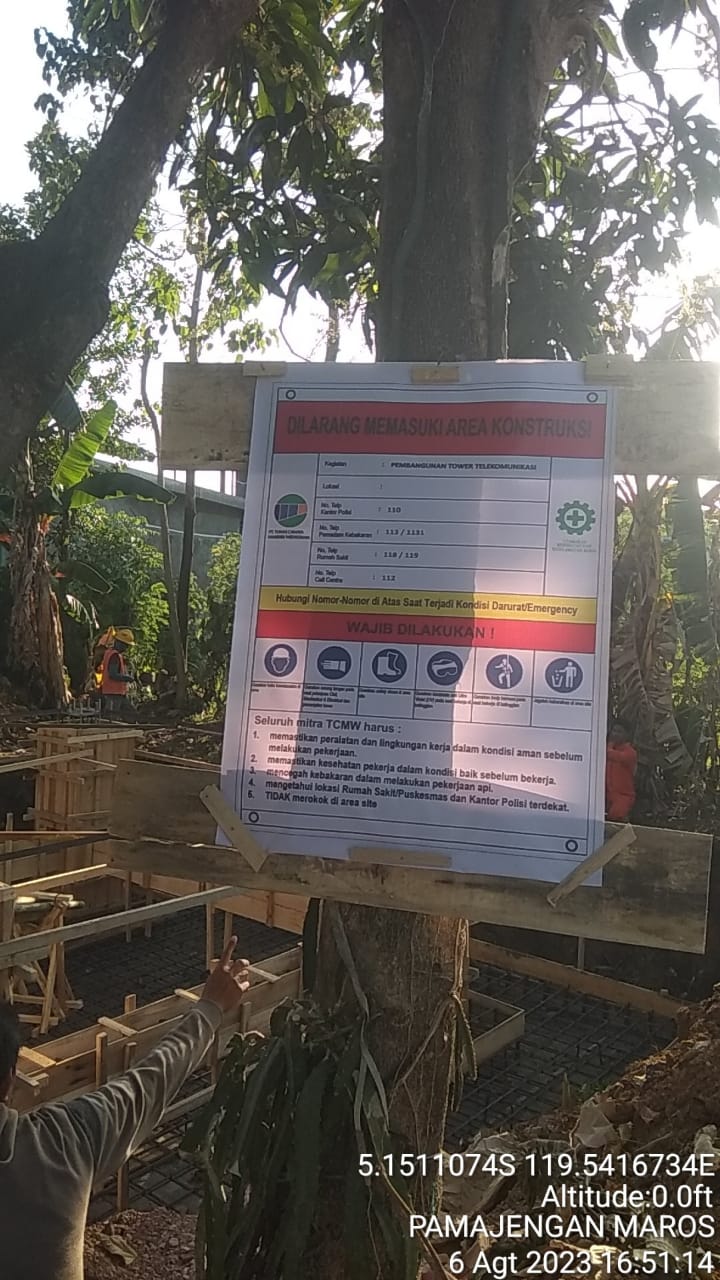 DILARANG MEMASUKI AREA KONSTRUKSI
Kegiatan : PEMBANGUNAN TOWER TELEKOMUNIKASI
Lokasi :
No, Telp
Kantor Polisi : 110
No, Telp
Pemadam Kebakaran : 113 / 1131
No, Telp
Rumah Sakit : 118 / 119
No, Telp
Call Centre : 112
Hubungi Nomor-Nomor di Atas Saat Terjadi Kondisi Darurat/Emergency
WAJIB DILAKUKAN !
Seluruh mitra TCMW harus :
1. memastikan peralatan dan lingkungan kerja dalam kondisi aman sebelum
melakukan pekerjaan.
2. memastikan kesehatan pekerja dalam kondisi baik sebelum bekerja.
3. mencegah kebakaran dalam melakukan pekerjaan api.
4. mengetahui lokasi Rumah Sakit/Puskesmas dan Kantor Polisi terdekat.
5. TIDAK merokok di area site
5.1511074S 119.5416734E
Altitude:0.0ft
PAMAJENGAN MAROS
6 Agt 2023 16:51:14